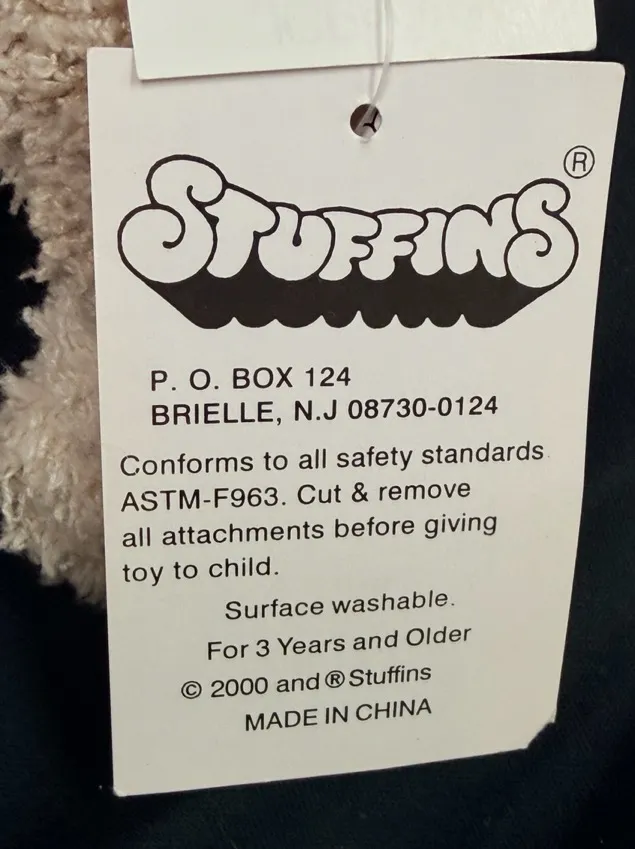 STUFFINS®
P. O. BOX 124
BRIELLE, N.J 08730-0124
Conforms to all safety standards
ASTM-F963. Cut & remove
all attachments before giving
toy to child.
Surface washable.
For 3 Years and Older
© 2000 and ® Stuffins
MADE IN CHINA